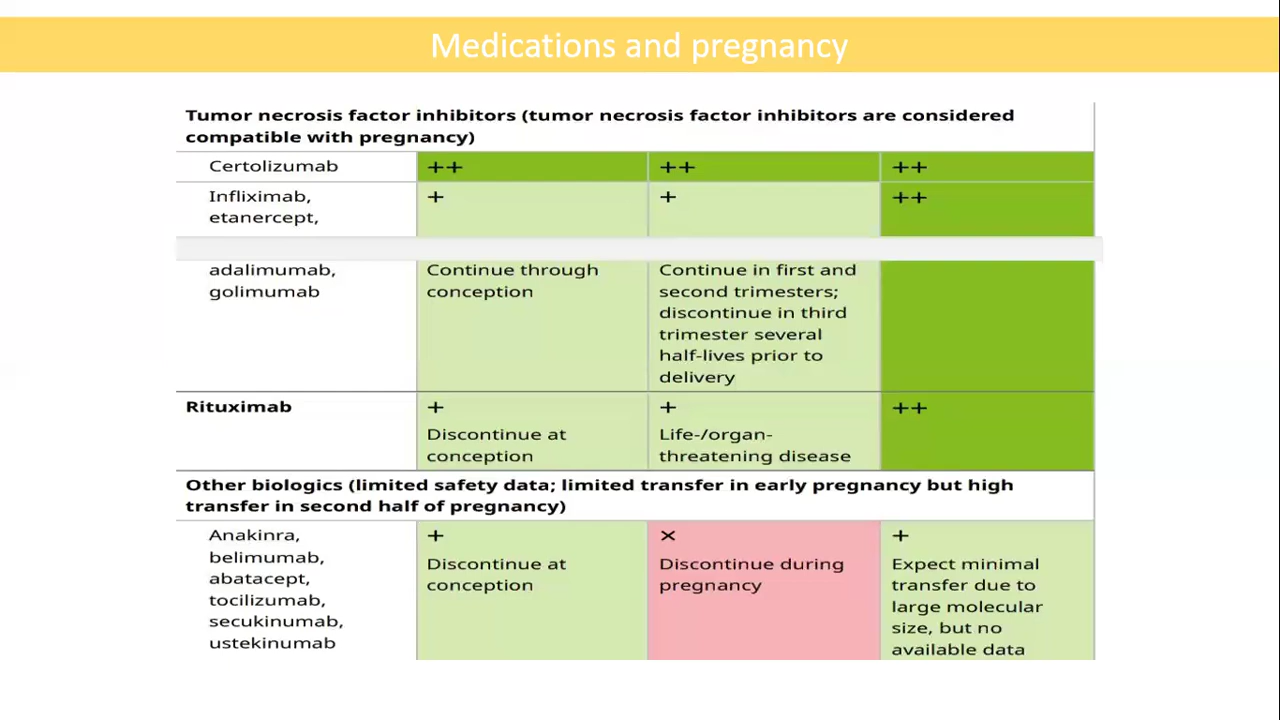 Medications and pregnancy
Tumor necrosis factor inhibitors (tumor necrosis factor inhibitors are considered
compatible with pregnancy)
Certolizumab ++ ++ ++
Infliximab, + + ++
etanercept,
adalimumab, Continue through Continue in first and
golimumab conception second trimesters;
discontinue in third
trimester several
half-lives prior to
delivery
Rituximab + + ++
Discontinue at Life-/organ-
conception threatening disease
Other biologics (limited safety data; limited transfer in early pregnancy but high
transfer in second half of pregnancy)
Anakinra, + × +
belimumab, Discontinue at Discontinue during Expect minimal
abatacept, conception pregnancy transfer due to
tocilizumab, large molecular
secukinumab, size, but no
ustekinumab available data